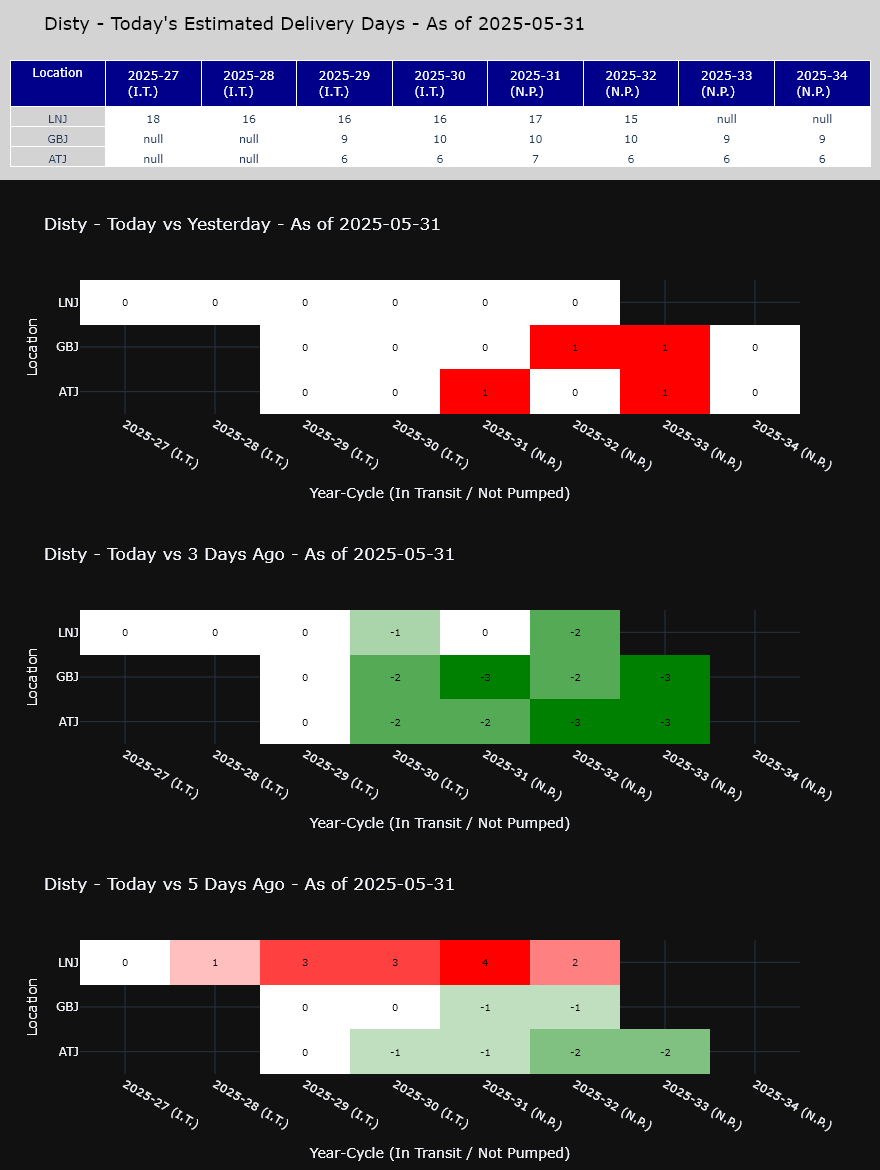 Disty - Today's Estimated Delivery Days - As of 2025-05-31
Location 2025-27 (I.T.) 2025-28 (I.T.) 2025-29 (I.T.) 2025-30 (I.T.) 2025-31 (N.P.) 2025-32 (N.P.) 2025-33 (N.P.) 2025-34 (N.P.)
LNJ 18 16 16 16 17 15 null null
GBJ null null 9 10 10 10 9 9
ATJ null null 6 6 7 6 6 6
Disty - Today vs Yesterday - As of 2025-05-31
Location
LNJ 0 0 0 0 0 0
GBJ 0 0 0 1 1 0
ATJ 0 0 1 0 1 0
2025-27 (I.T.) 2025-28 (I.T.) 2025-29 (I.T.) 2025-30 (I.T.) 2025-31 (N.P.) 2025-32 (N.P.) 2025-33 (N.P.) 2025-34 (N.P.)
Year-Cycle (In Transit / Not Pumped)
Disty - Today vs 3 Days Ago - As of 2025-05-31
Location
LNJ 0 0 0 -1 0 -2
GBJ 0 -2 -3 -2 -3
ATJ 0 -2 -2 -3 -3
2025-27 (I.T.) 2025-28 (I.T.) 2025-29 (I.T.) 2025-30 (I.T.) 2025-31 (N.P.) 2025-32 (N.P.) 2025-33 (N.P.) 2025-34 (N.P.)
Year-Cycle (In Transit / Not Pumped)
Disty - Today vs 5 Days Ago - As of 2025-05-31
Location
LNJ 0 1 3 3 4 2
GBJ 0 0 -1 -1
ATJ 0 -1 -1 -2 -2
2025-27 (I.T.) 2025-28 (I.T.) 2025-29 (I.T.) 2025-30 (I.T.) 2025-31 (N.P.) 2025-32 (N.P.) 2025-33 (N.P.) 2025-34 (N.P.)
Year-Cycle (In Transit / Not Pumped)